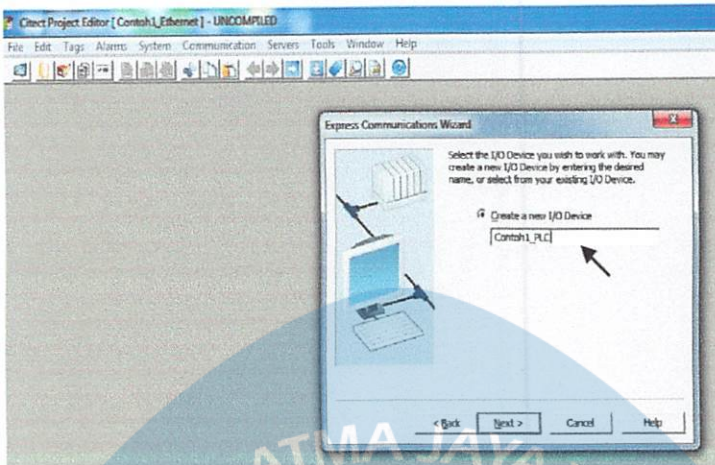 Citect Project Editor [ Contoh1_Ethernet ] - UNCOMPILED
File Edit Tags Alarms System Communication Servers Tools Window Help
Express Communications Wizard
Select the I/O Device you wish to work with. You may
create a new I/O Device by entering the desired
name, or select from your existing I/O Device.
Create a new I/O Device
Contoh1_PLC
< Back Next > Cancel Help
ATMA JAYA